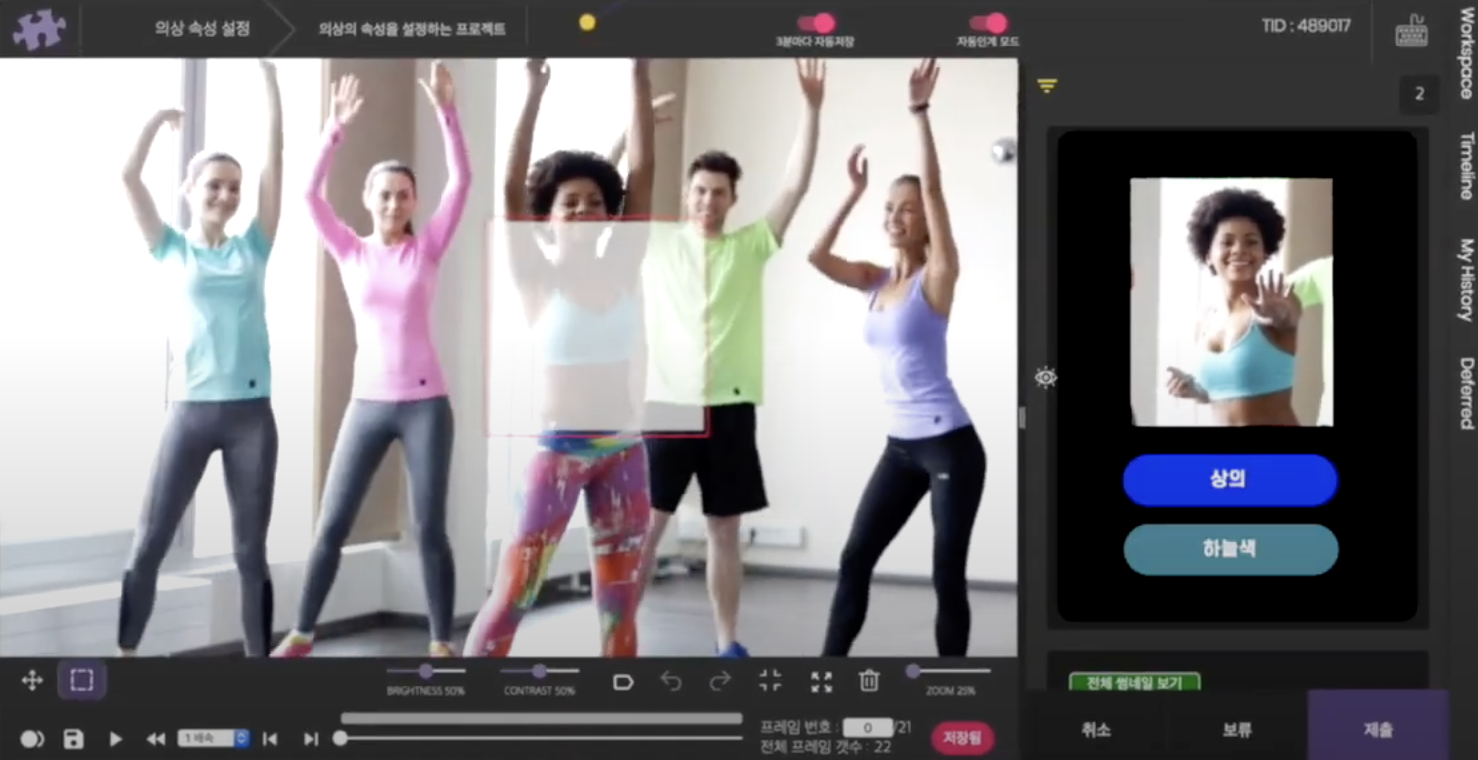 의상 속성 설정
의상의 속성을 설정하는 프로젝트
3분마다 자동저장
자동인계 모드
TID : 489017
Workspace
Timeline
My History
Deferred
2
상의
하늘색
전체 썸네일 보기
BRIGHTNESS 50%
CONTRAST 50%
ZOOM 25%
1 배속
프레임 번호 : 0 /21
전체 프레임 갯수 : 22
저장됨
취소
보류
제출